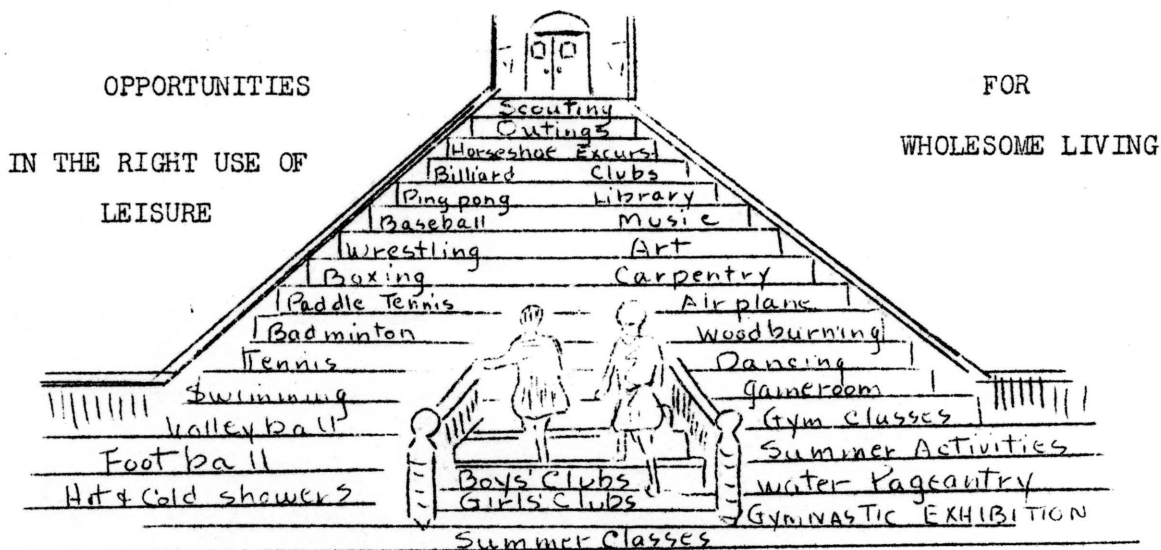 OPPORTUNITIES
IN THE RIGHT USE OF
LEISURE
FOR
WHOLESOME LIVING
Scouting
Outings
Horseshoe Excurs
Billiard Clubs
Ping pong Library
Baseball Music
Wrestling Art
Boxing Carpentry
Paddle Tennis Airplane
Badminton Woodburning
Tennis Dancing
Swimming gameroom
Volleyball Gym Classes
Football Summer Activities
Hot & Cold showers Boys' Clubs water Pageantry
Girls' Clubs GYMNASTIC EXHIBITION
Summer Classes